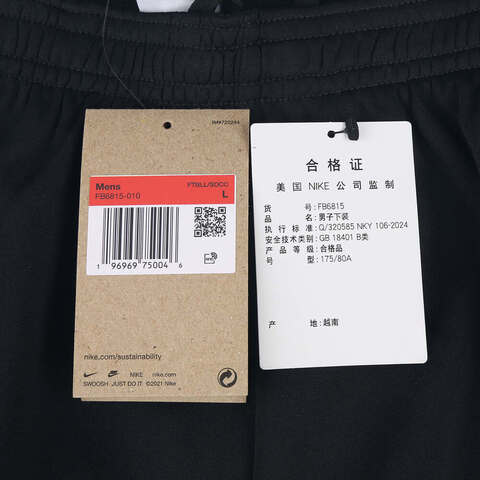 IM#720244
Mens
FTBLL/SOCC
FB6815-010
L
1 96969 75004 6
nike.com/sustainability
NIKE
SWOOSH JUST DO IT ©2021 Nike
合格证
美国 NIKE 公司监制
货号:FB6815
品名:男子下装
执行标准:Q/320585 NKY 106-2024
安全技术类别:GB 18401 B类
产品等级:合格品
号型:175/80A
产地:越南